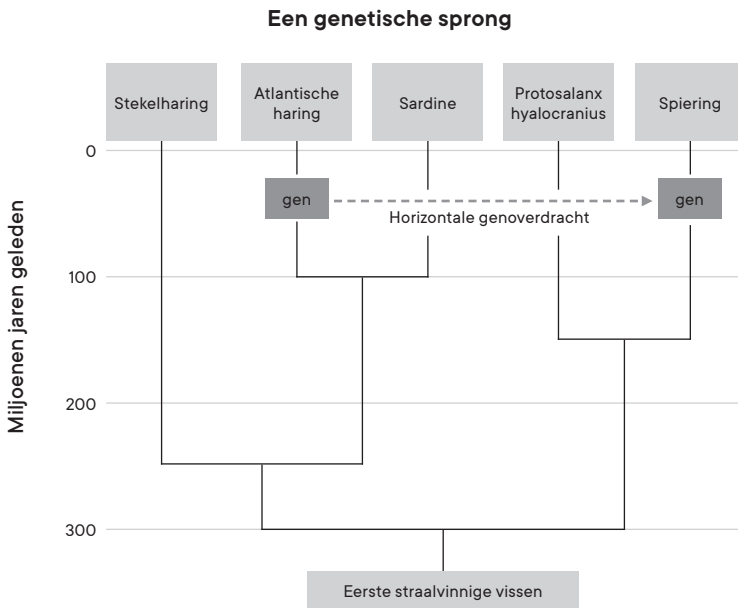 Een genetische sprong
Stekelharing
Atlantische
haring
Sardine
Protosalanx
hyalocranius
Spiering
Miljoenen jaren geleden
0
gen
gen
Horizontale genoverdracht
100
200
300
Eerste straalvinnige vissen